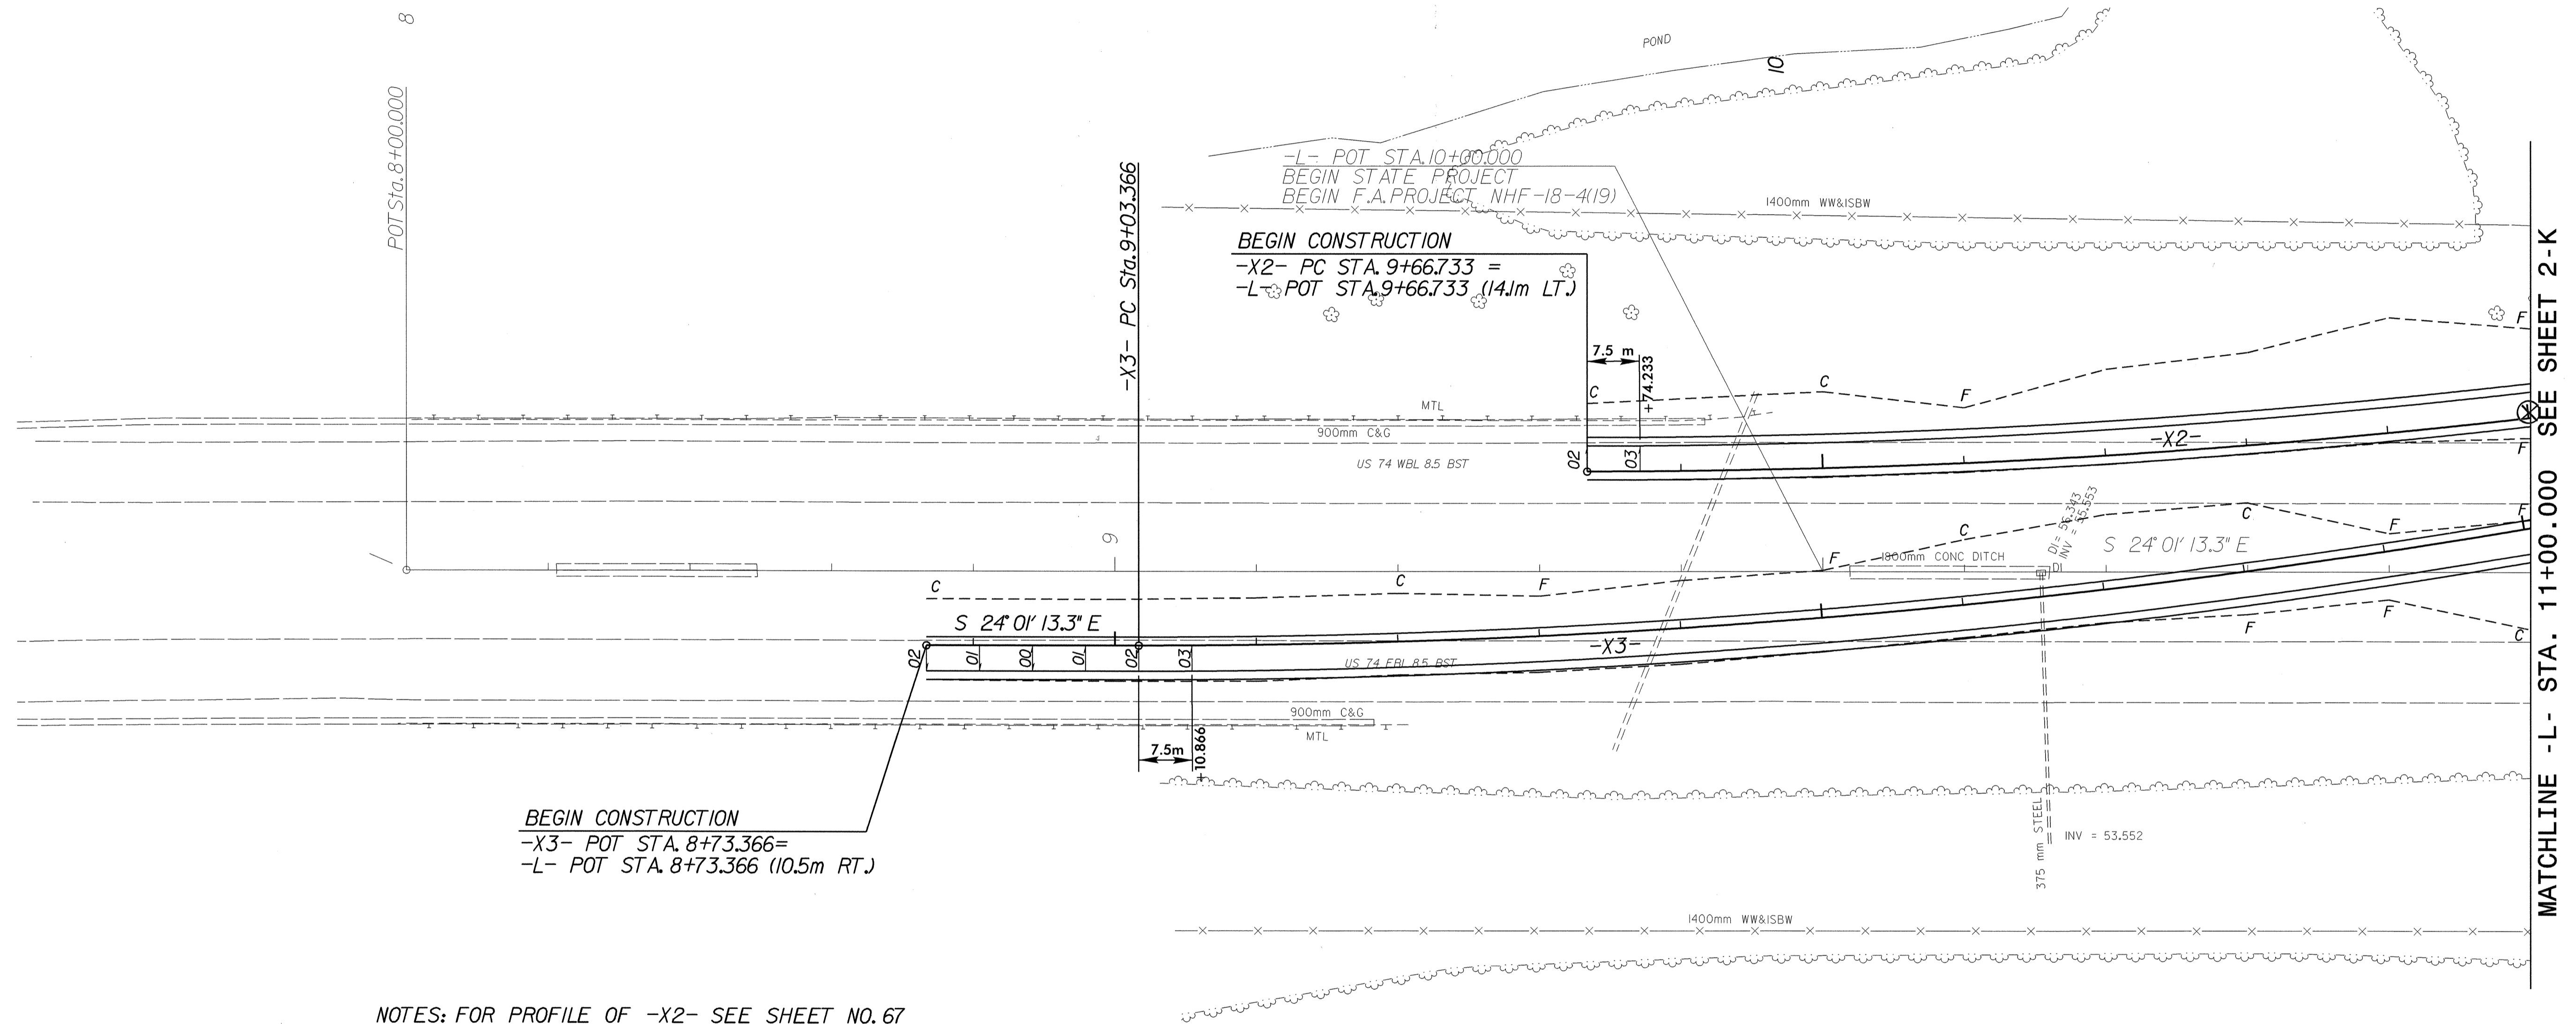 8
POT Sta. 8+00.000
POND
10
-L- POT STA. 10+00.000
BEGIN STATE PROJECT
BEGIN F.A. PROJECT NHF-18-4(19)
1400mm WW&ISBW
-X3- PC Sta. 9+03.366
BEGIN CONSTRUCTION
-X2- PC STA. 9+66.733 =
-L- POT STA. 9+66.733 (14.1m LT.)
7.5 m
+74.233
C
C
F
F
MTL
900mm C&G
US 74 WBL 8.5 BST
02
03
-X2-
F
9
DI = 56.343
INV = 55.553
S 24° 01' 13.3" E
1800mm CONC DITCH
DI
F
C
C
F
F
C
C
F
S 24° 01' 13.3" E
02
01
00
01
02
03
US 74 EBL 8.5 BST
-X3-
F
F
C
900mm C&G
MTL
7.5m
+10.866
BEGIN CONSTRUCTION
-X3- POT STA. 8+73.366=
-L- POT STA. 8+73.366 (10.5m RT.)
375 mm STEEL
INV = 53.552
1400mm WW&ISBW
MATCHLINE -L- STA. 11+00.000 SEE SHEET 2-K
NOTES: FOR PROFILE OF -X2- SEE SHEET NO. 67